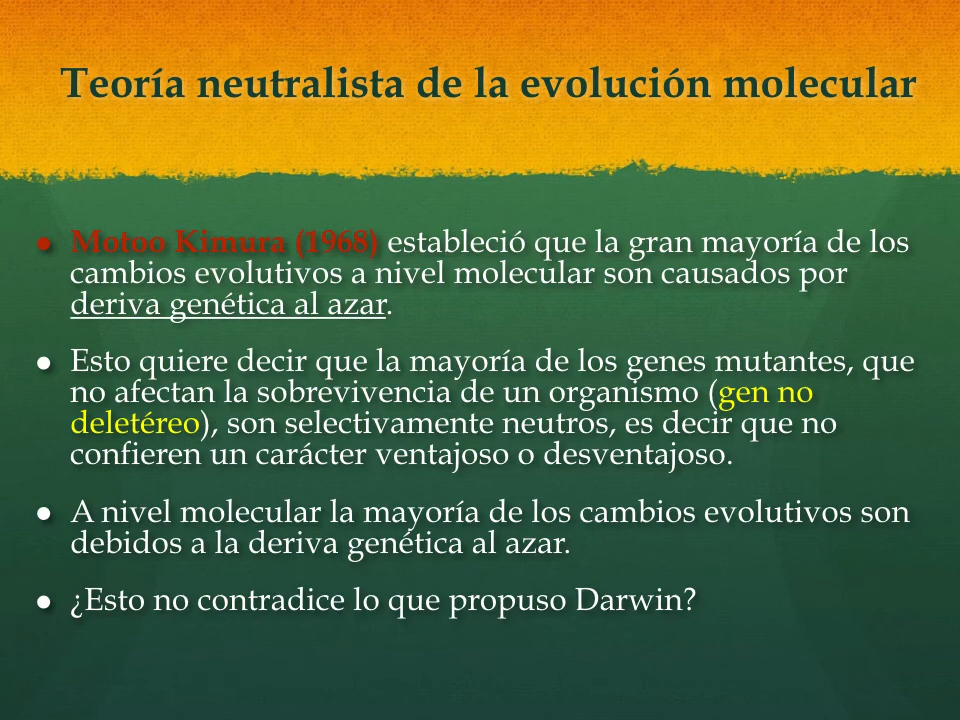 Teoría neutralista de la evolución molecular
● Motoo Kimura (1968) estableció que la gran mayoría de los
cambios evolutivos a nivel molecular son causados por
deriva genética al azar.
● Esto quiere decir que la mayoría de los genes mutantes, que
no afectan la sobrevivencia de un organismo (gen no
deletéreo), son selectivamente neutros, es decir que no
confieren un carácter ventajoso o desventajoso.
● A nivel molecular la mayoría de los cambios evolutivos son
debidos a la deriva genética al azar.
● ¿Esto no contradice lo que propuso Darwin?